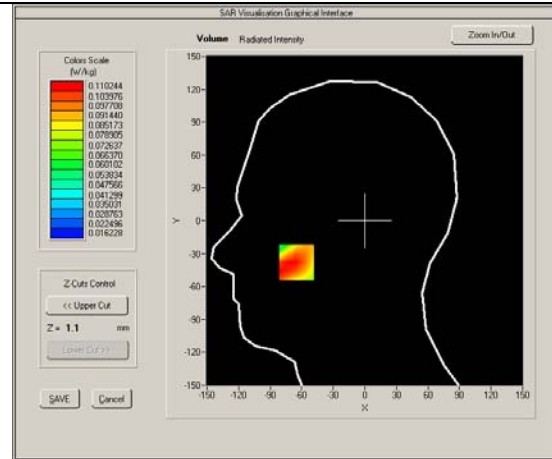 SAR Visualisation Graphical Interface
Volume Radiated Intensity
Zoom In/Out
Colors Scale
(W/kg)
0.110244
0.103976
0.097708
0.091440
0.085173
0.078905
0.072637
0.066370
0.060102
0.053834
0.047566
0.041299
0.035031
0.028763
0.022496
0.016228
Z-Cuts Control
<< Upper Cut
Z = 1.1 mm
Lower Cut >>
SAVE Cancel
150
120
90
60
30
0
-30
-60
-90
-120
-150
Y
-150 -120 -90 -60 -30 0 30 60 90 120 150
X